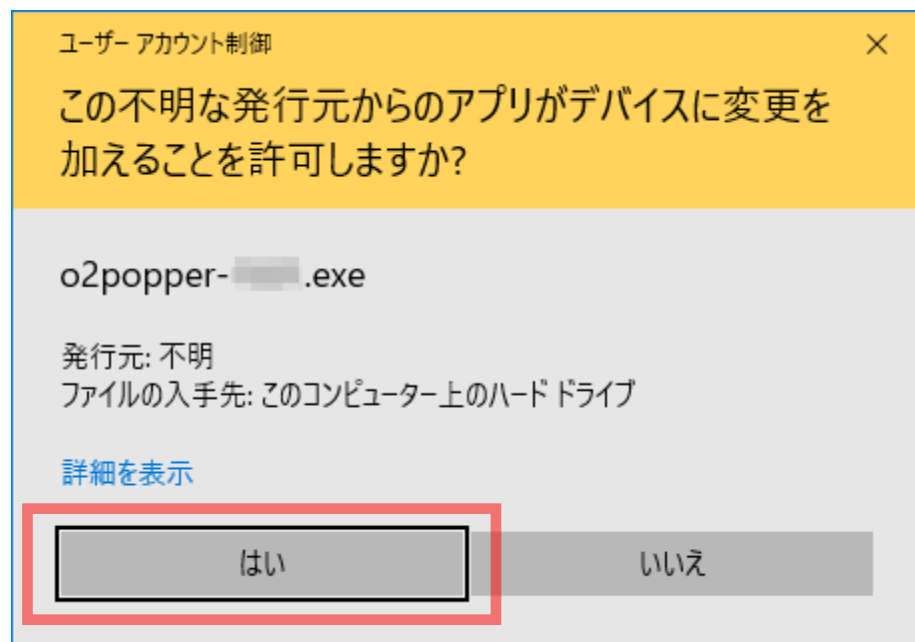 ユーザー アカウント制御
この不明な発行元からのアプリがデバイスに変更を
加えることを許可しますか?
o2popper- .exe
発行元: 不明
ファイルの入手先: このコンピューター上のハード ドライブ
詳細を表示
はい
いいえ